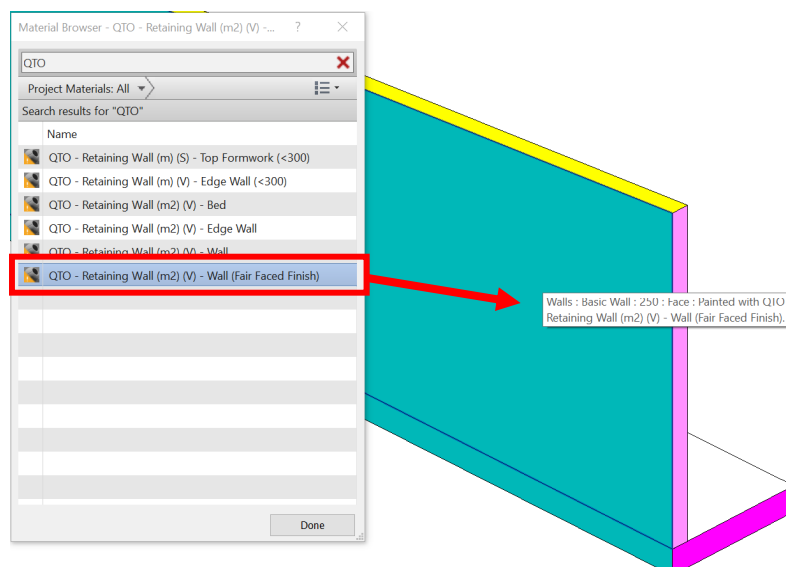 Material Browser - QTO - Retaining Wall (m2) (V) -... ?
QTO
Project Materials: All
Search results for "QTO"
Name
QTO - Retaining Wall (m) (S) - Top Formwork (<300)
QTO - Retaining Wall (m) (V) - Edge Wall (<300)
QTO - Retaining Wall (m2) (V) - Bed
QTO - Retaining Wall (m2) (V) - Edge Wall
QTO - Retaining Wall (m2) (V) - Wall
QTO - Retaining Wall (m2) (V) - Wall (Fair Faced Finish)
Walls : Basic Wall : 250 : Face : Painted with QTO
Retaining Wall (m2) (V) - Wall (Fair Faced Finish).
Done